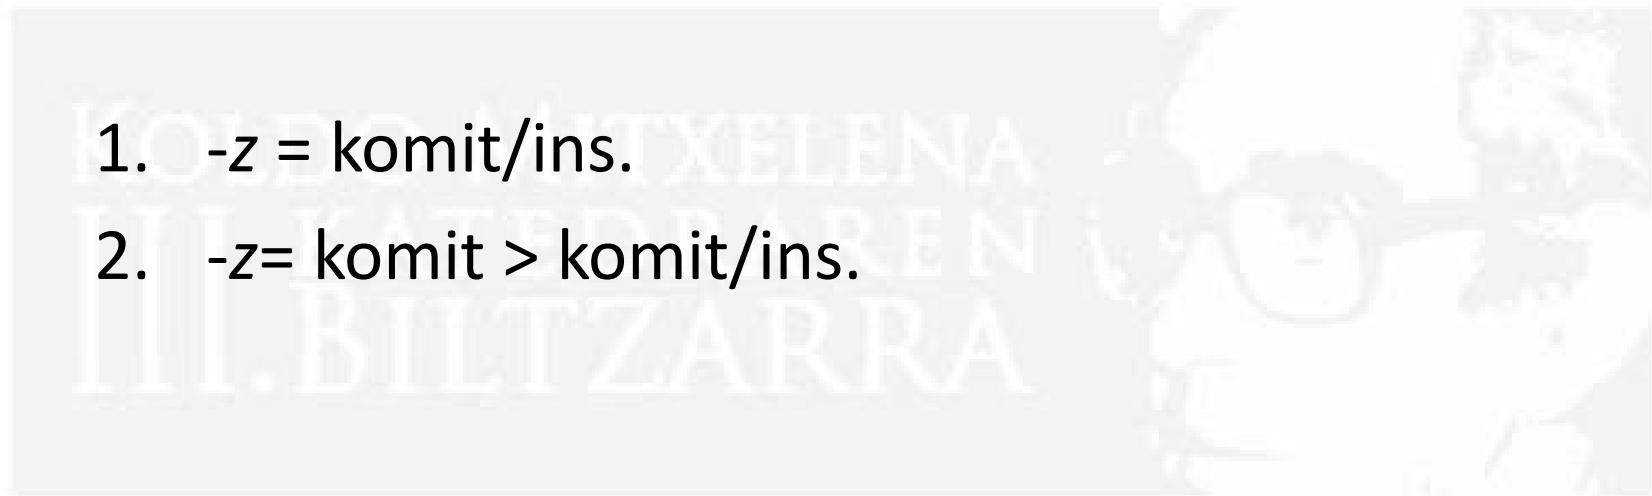 KOLDO MITXELENA
III. KATEDRAREN
BILTZARRA
1. -z = komit/ins.
2. -z= komit > komit/ins.